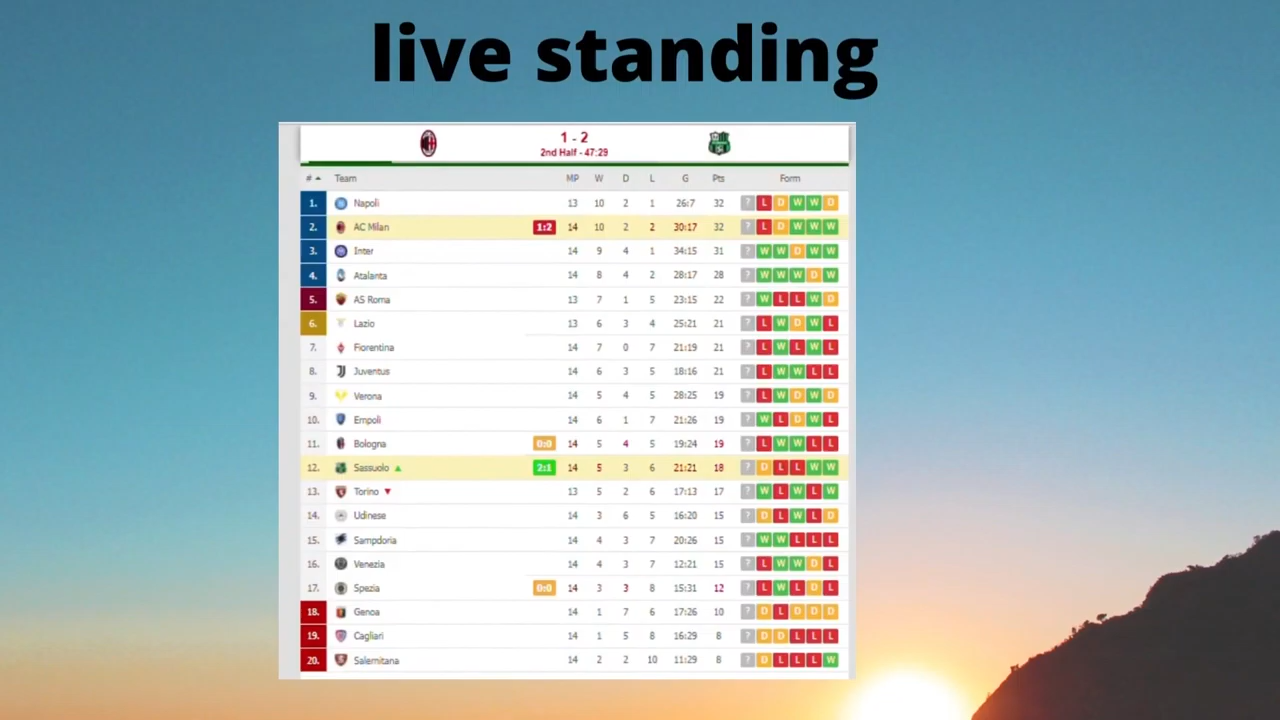 live standing
1 - 2
2nd Half - 47:29
# Team MP W D L G Pts Form
1. Napoli 13 10 2 1 26:7 32 ? L D W W D
2. AC Milan 1:2 14 10 2 2 30:17 32 ? L D W W W
3. Inter 14 9 4 1 34:15 31 ? W W D W W
4. Atalanta 14 8 4 2 28:17 28 ? W W W D W
5. AS Roma 13 7 1 5 23:15 22 ? W L L W D
6. Lazio 13 6 3 4 25:21 21 ? L W D W L
7. Fiorentina 14 7 0 7 21:19 21 ? L W L W L
8. Juventus 14 6 3 5 18:16 21 ? L W W L L
9. Verona 14 5 4 5 28:25 19 ? L W D W D
10. Empoli 14 6 1 7 21:26 19 ? W L D W L
11. Bologna 0:0 14 5 4 5 19:24 19 ? L W W L L
12. Sassuolo 2:1 14 5 3 6 21:21 18 ? D L L W W
13. Torino 13 5 2 6 17:13 17 ? W L W L W
14. Udinese 14 3 6 5 16:20 15 ? D L W L D
15. Sampdoria 14 4 3 7 20:26 15 ? W W L L L
16. Venezia 14 4 3 7 12:21 15 ? L W W D L
17. Spezia 0:0 14 3 3 8 15:31 12 ? L W L D L
18. Genoa 14 1 7 6 17:26 10 ? D L D D D
19. Cagliari 14 1 5 8 16:29 8 ? D D L L L
20. Salernitana 14 2 2 10 11:29 8 ? D L L L W